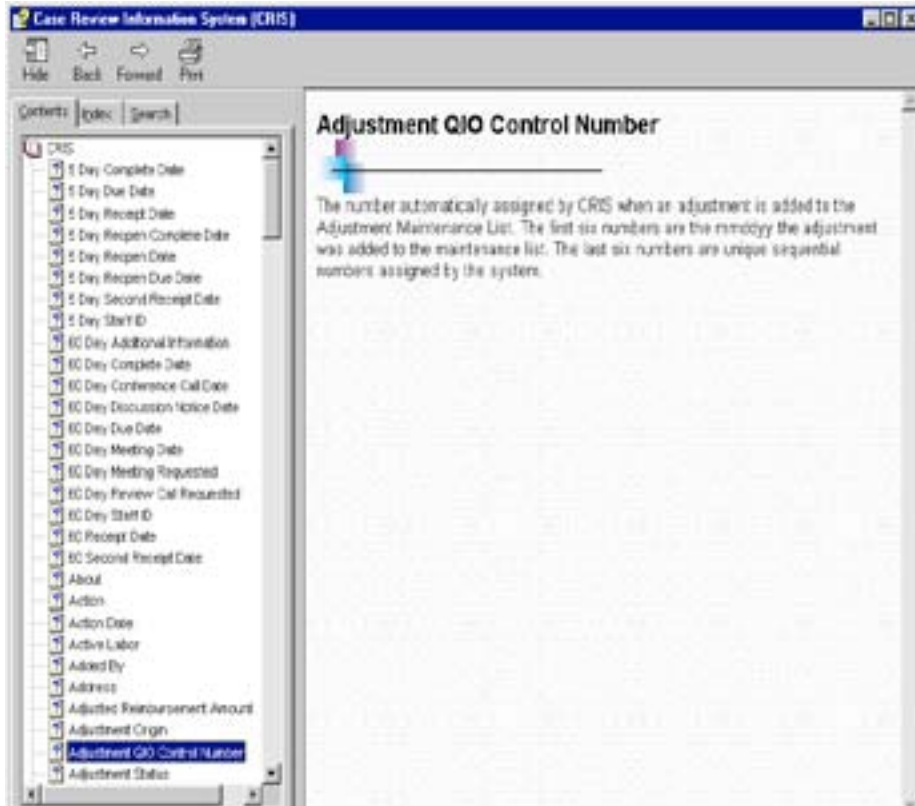 Case Review Information System (CRIS)
Hide Back Forward Print
Contents Index Search
CRIS
5 Day Complete Date
5 Day Due Date
5 Day Receipt Date
5 Day Reopen Complete Date
5 Day Reopen Date
5 Day Reopen Due Date
5 Day Second Receipt Date
5 Day Staff ID
60 Day Additional Information
60 Day Complete Date
60 Day Conference Call Date
60 Day Discussion Notice Date
60 Day Due Date
60 Day Meeting Date
60 Day Meeting Requested
60 Day Review Call Requested
60 Day Staff ID
60 Receipt Date
60 Second Receipt Date
About
Action
Action Date
Active Labor
Added By
Address
Adjusted Reimbursement Amount
Adjustment Origin
Adjustment QIO Control Number
Adjustment Status
Adjustment QIO Control Number
The number automatically assigned by CRIS when an adjustment is added to the
Adjustment Maintenance List. The first six numbers are the mmddyy the adjustment
was added to the maintenance list. The last six numbers are unique sequential
numbers assigned by the system.